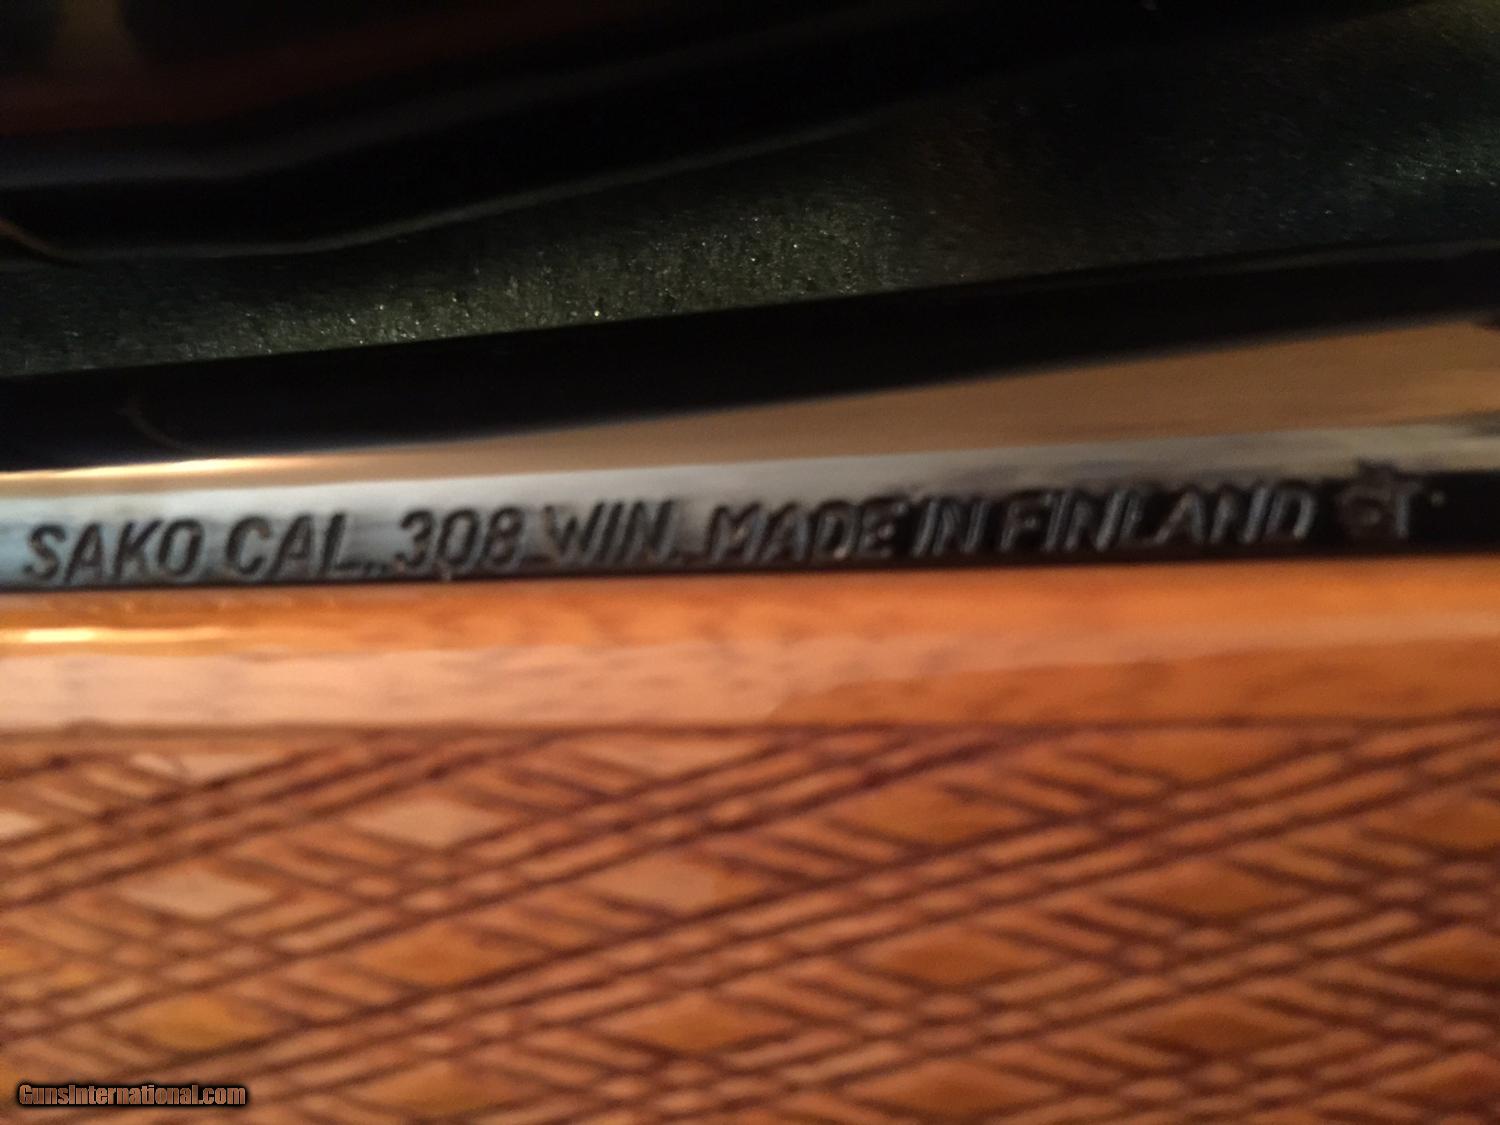 SAKO CAL. .308 WIN. MADE IN FINLAND
GunsInternational.com